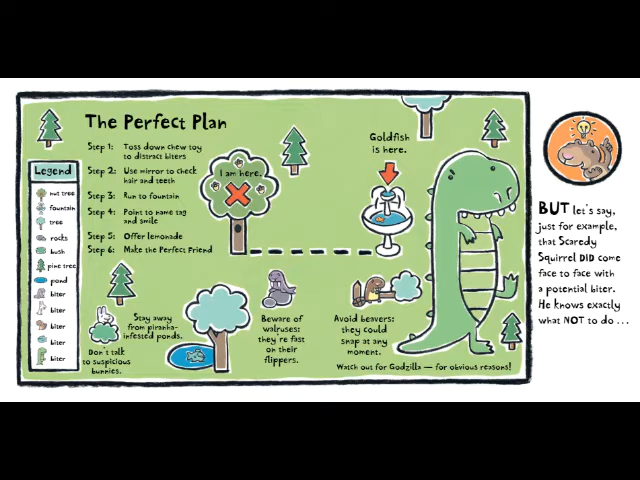 The Perfect Plan
Step 1: Toss down chew toy
to distract biters
Step 2: Use mirror to check
hair and teeth
Step 3: Run to fountain
Step 4: Point to name tag
and smile
Step 5: Offer lemonade
Step 6: Make the Perfect Friend
Legend
nut tree
fountain
tree
rocks
bush
pine tree
pond
biter
biter
biter
biter
biter
I am here.
Goldfish
is here.
Don't talk
to suspicious
bunnies.
Stay away
from piranha-
infested ponds.
Beware of
walruses:
they're fast
on their
flippers.
Avoid beavers:
they could
snap at any
moment.
Watch out for Godzilla — for obvious reasons!
BUT let's say,
just for example,
that Scaredy
Squirrel DID come
face to face with
a potential biter.
He knows exactly
what NOT to do ...